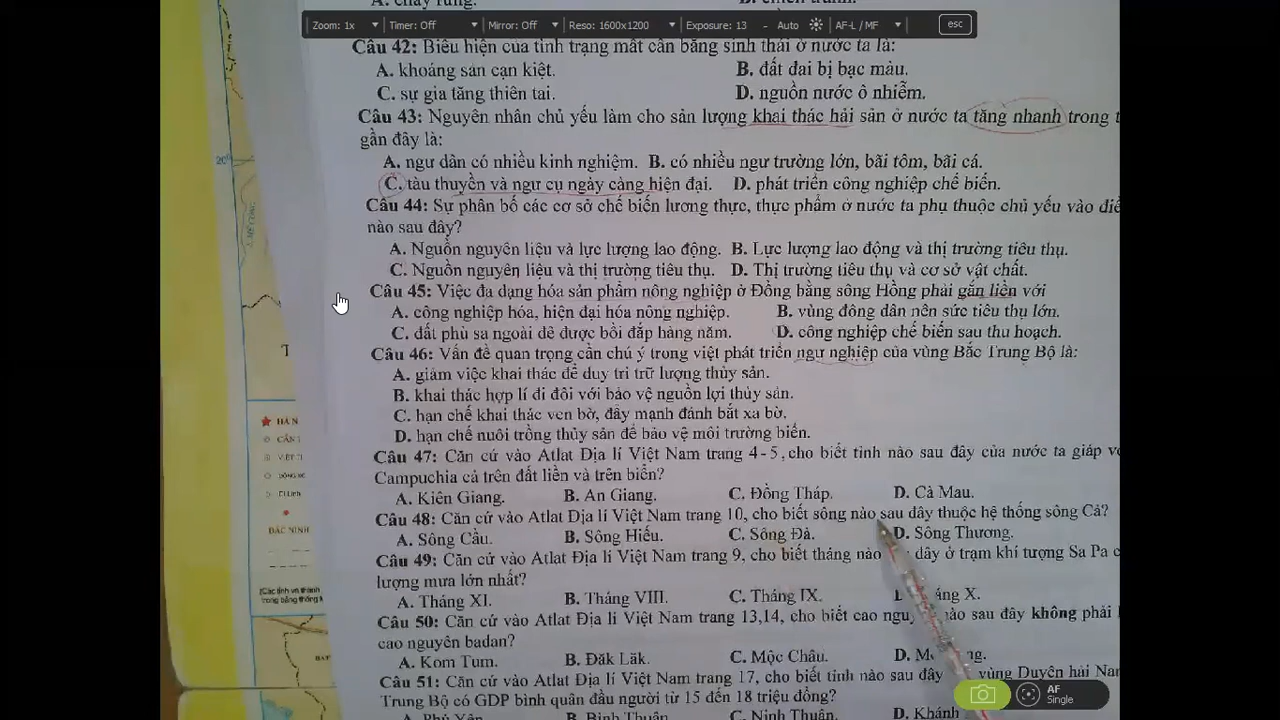 A. cháy rừng.
Zoom: 1x Timer: Off Mirror: Off Reso: 1600x1200 Exposure: 13 - Auto AF-L / MF esc
Câu 42: Biểu hiện của tình trạng mất cân bằng sinh thái ở nước ta là:
A. khoáng sản cạn kiệt. B. đất đai bị bạc màu.
C. sự gia tăng thiên tai. D. nguồn nước ô nhiễm.
Câu 43: Nguyên nhân chủ yếu làm cho sản lượng khai thác hải sản ở nước ta tăng nhanh trong
gần đây là:
A. ngư dân có nhiều kinh nghiệm. B. có nhiều ngư trường lớn, bãi tôm, bãi cá.
C. tàu thuyền và ngư cụ ngày càng hiện đại. D. phát triển công nghiệp chế biến.
Câu 44: Sự phân bố các cơ sở chế biến lương thực, thực phẩm ở nước ta phụ thuộc chủ yếu vào
nào sau đây?
A. Nguồn nguyên liệu và lực lượng lao động. B. Lực lượng lao động và thị trường tiêu thụ.
C. Nguồn nguyên liệu và thị trường tiêu thụ. D. Thị trường tiêu thụ và cơ sở vật chất.
Câu 45: Việc đa dạng hóa sản phẩm nông nghiệp ở Đồng bằng sông Hồng phải gắn liền với
A. công nghiệp hóa, hiện đại hóa nông nghiệp. B. vùng đông dân nên sức tiêu thụ lớn.
C. đất phù sa ngoài đê được bồi đắp hàng năm. D. công nghiệp chế biến sau thu hoạch.
Câu 46: Vấn đề quan trọng cần chú ý trong việt phát triển ngư nghiệp của vùng Bắc Trung Bộ là:
A. giảm việc khai thác để duy trì trữ lượng thủy sản.
B. khai thác hợp lí đi đôi với bảo vệ nguồn lợi thủy sản.
C. hạn chế khai thác ven bờ, đẩy mạnh đánh bắt xa bờ.
D. hạn chế nuôi trồng thủy sản để bảo vệ môi trường biển.
Câu 47: Căn cứ vào Atlat Địa lí Việt Nam trang 4 - 5, cho biết tỉnh nào sau đây của nước ta giáp
Campuchia cả trên đất liền và trên biển?
A. Kiên Giang. B. An Giang. C. Đồng Tháp. D. Cà Mau.
Câu 48: Căn cứ vào Atlat Địa lí Việt Nam trang 10, cho biết sông nào sau đây thuộc hệ thống sông Cả?
A. Sông Cầu. B. Sông Hiếu. C. Sông Đà. D. Sông Thương.
Câu 49: Căn cứ vào Atlat Địa lí Việt Nam trang 9, cho biết tháng nào đây ở trạm khí tượng Sa Pa
lượng mưa lớn nhất?
A. Tháng XI. B. Tháng VIII. C. Tháng IX. X.
Câu 50: Căn cứ vào Atlat Địa lí Việt Nam trang 13,14, cho biết cao nào sau đây không phải
cao nguyên badan?
A. Kom Tum. B. Đăk Lăk. C. Mộc Châu. D.
Câu 51: Căn cứ vào Atlat Địa lí Việt Nam trang 17, cho biết tỉnh nào sau đây vùng Duyên hải
Trung Bộ có GDP bình quân đầu người từ 15 đến 18 triệu đồng?
A. Phú Yên. B. Bình Thuận. C. Ninh Thuận. D. Khánh
AF
Single